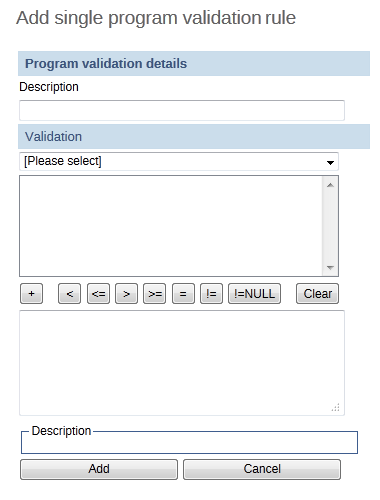 Add single program validation rule
Program validation details
Description
Validation
[Please select]
+ < <= > >= = != !=NULL Clear
Description
Add Cancel